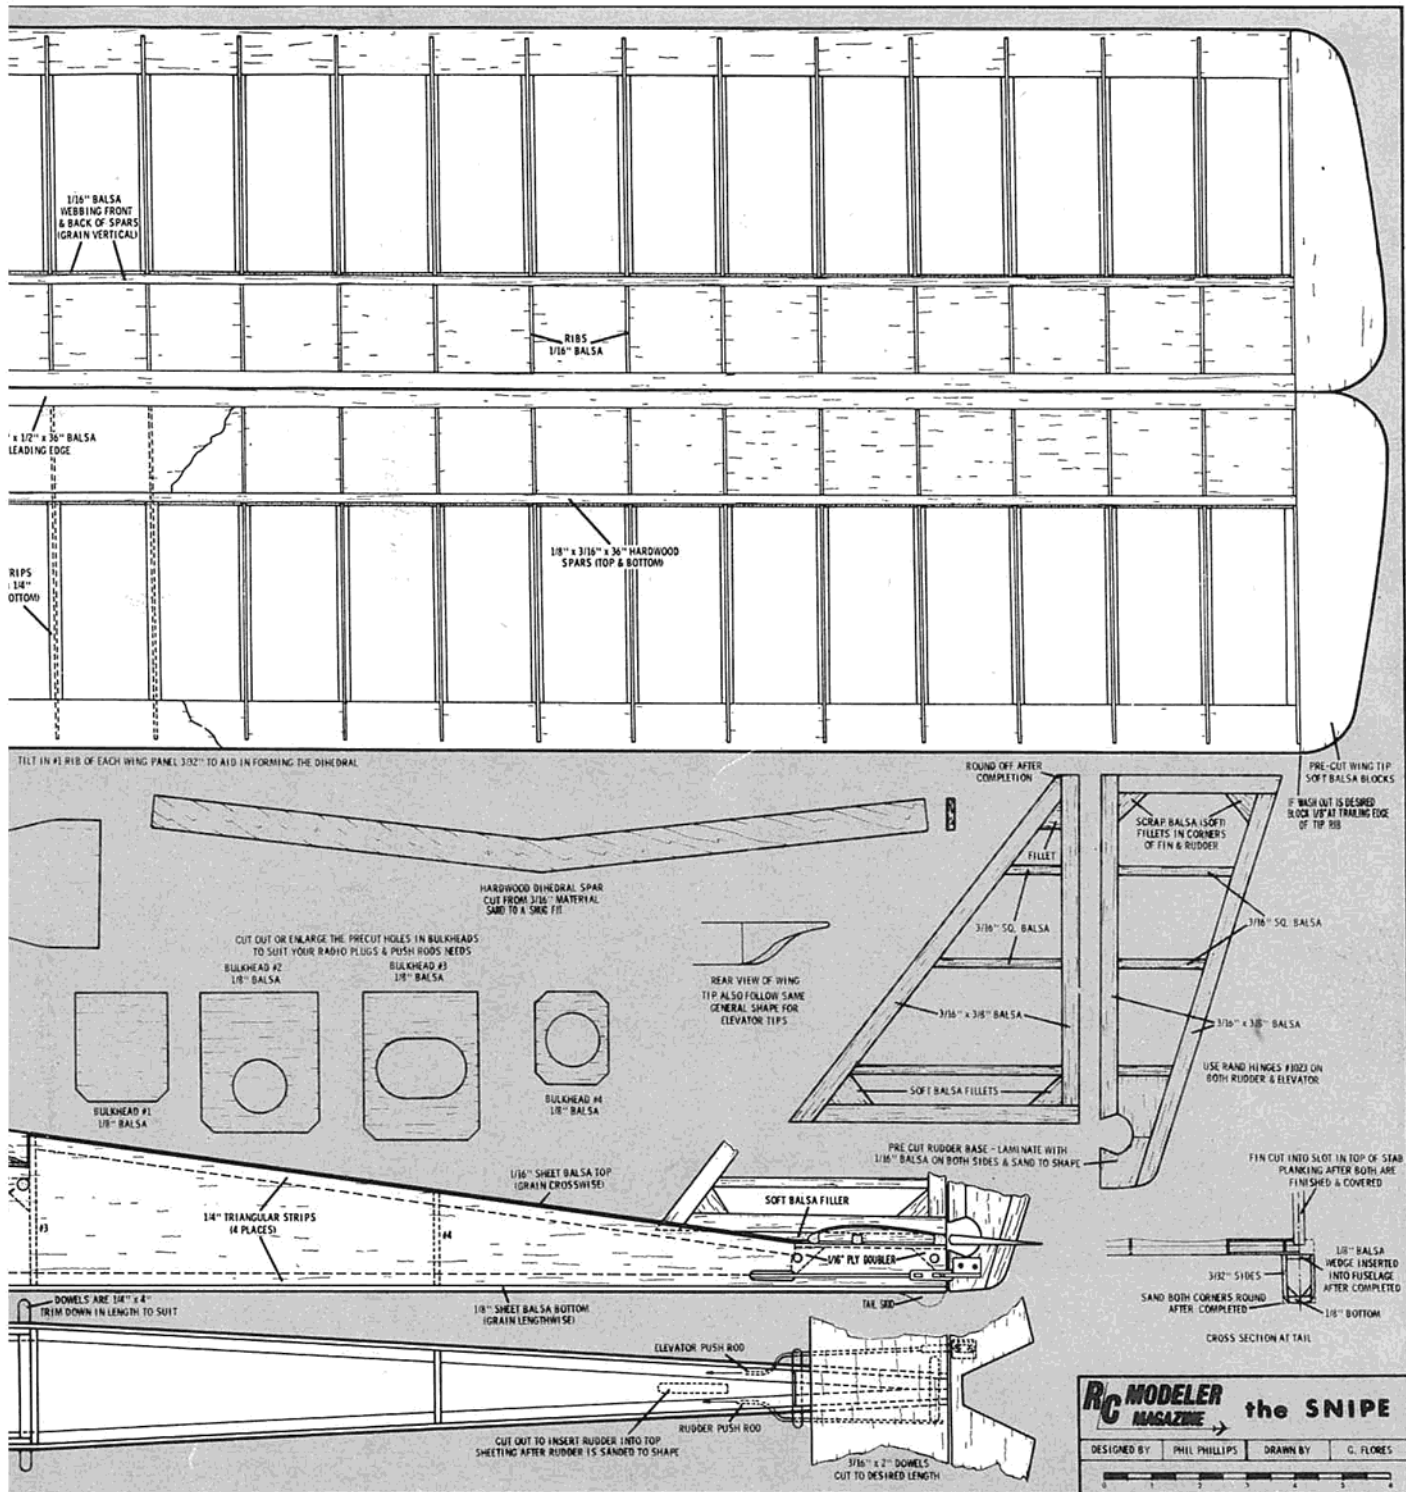 1/16" BALSA
WEBBING FRONT
& BACK OF SPARS
(GRAIN VERTICAL)
RIBS
1/16" BALSA
" x 1/2" x 36" BALSA
LEADING EDGE
1/8" x 3/16" x 36" HARDWOOD
SPARS (TOP & BOTTOM)
RIPS
1/4"
OTTOM)
TILT IN #1 RIB OF EACH WING PANEL 3/32" TO AID IN FORMING THE DIHEDRAL
PRE-CUT WING TIP
SOFT BALSA BLOCKS
IF WASH OUT IS DESIRED
BLOCK 1/8" AT TRAILING EDGE
OF TIP RIB
ROUND OFF AFTER
COMPLETION
SCRAP BALSA (SOFT)
FILLETS IN CORNERS
OF FIN & RUDDER
FILLET
HARDWOOD DIHEDRAL SPAR
CUT FROM 3/16" MATERIAL
SAND TO A SNUG FIT
3/16" SQ. BALSA
3/16" SQ. BALSA
CUT OUT OR ENLARGE THE PRECUT HOLES IN BULKHEADS
TO SUIT YOUR RADIO PLUGS & PUSH RODS NEEDS
BULKHEAD #2
1/8" BALSA
BULKHEAD #3
1/8" BALSA
REAR VIEW OF WING
TIP ALSO FOLLOW SAME
GENERAL SHAPE FOR
ELEVATOR TIPS
3/16" x 3/8" BALSA
3/16" x 3/8" BALSA
USE RAND HINGES #1023 ON
BOTH RUDDER & ELEVATOR
SOFT BALSA FILLETS
BULKHEAD #1
1/8" BALSA
BULKHEAD #4
1/8" BALSA
PRE CUT RUDDER BASE - LAMINATE WITH
1/16" BALSA ON BOTH SIDES & SAND TO SHAPE
FIN CUT INTO SLOT IN TOP OF STAB
PLANKING AFTER BOTH ARE
FINISHED & COVERED
1/16" SHEET BALSA TOP
(GRAIN CROSSWISE)
SOFT BALSA FILLER
1/4" TRIANGULAR STRIPS
(4 PLACES)
#3
#4
1/16" PLY DOUBLER
1/8" BALSA
WEDGE INSERTED
INTO FUSELAGE
AFTER COMPLETED
3/32" SIDES
SAND BOTH CORNERS ROUND
AFTER COMPLETED
1/8" BOTTOM
CROSS SECTION AT TAIL
DOWELS ARE 1/4" x 4"
TRIM DOWN IN LENGTH TO SUIT
1/8" SHEET BALSA BOTTOM
(GRAIN LENGTHWISE)
TAIL SKID
ELEVATOR PUSH ROD
RUDDER PUSH ROD
CUT OUT TO INSERT RUDDER INTO TOP
SHEETING AFTER RUDDER IS SANDED TO SHAPE
3/16" x 2" DOWELS
CUT TO DESIRED LENGTH
RC MODELER
MAGAZINE
the SNIPE
DESIGNED BY PHIL PHILLIPS DRAWN BY G. FLORES
0 1 2 3 4 5 6